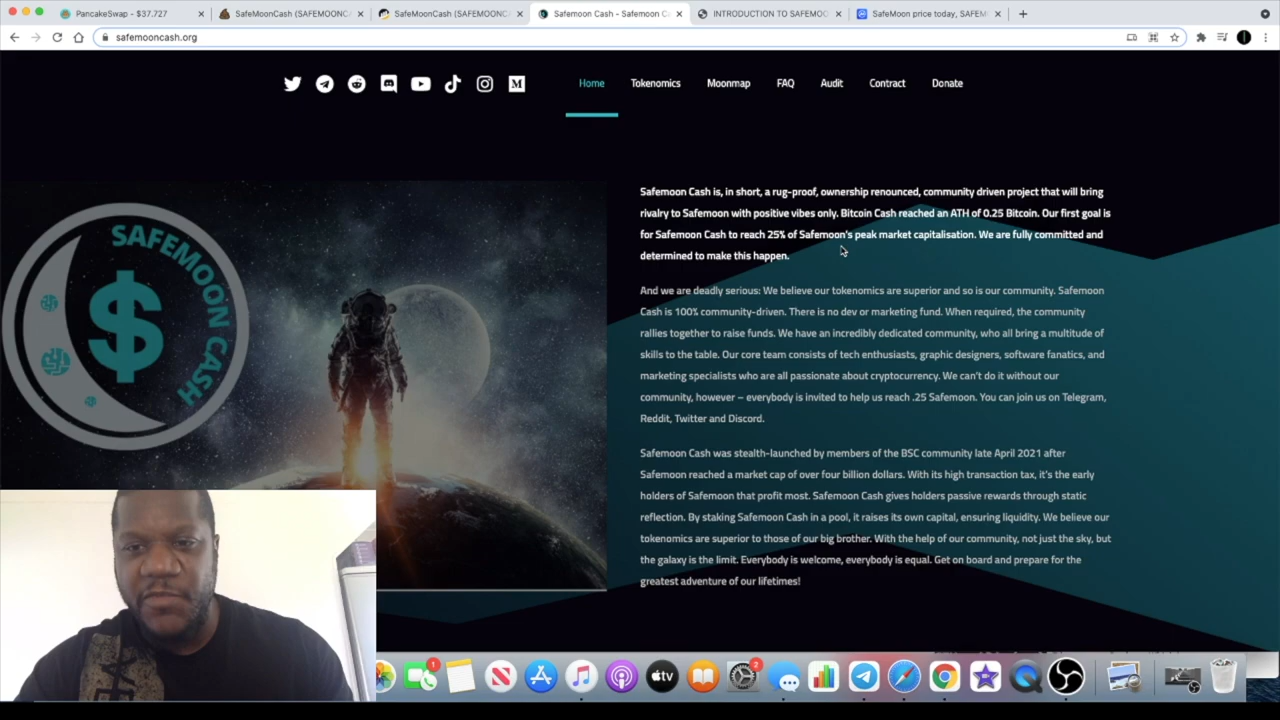 PancakeSwap - $37.727
SafeMoonCash (SAFEMOONCA
SafeMoonCash (SAFEMOONC
Safemoon Cash - Safemoon C
INTRODUCTION TO SAFEMOO
SafeMoon price today, SAFEM
safemooncash.org
Home
Tokenomics
Moonmap
FAQ
Audit
Contract
Donate
SAFEMOON CASH
$
Safemoon Cash is, in short, a rug-proof, ownership renounced, community driven project that will bring
rivalry to Safemoon with positive vibes only. Bitcoin Cash reached an ATH of 0.25 Bitcoin. Our first goal is
for Safemoon Cash to reach 25% of Safemoon's peak market capitalisation. We are fully committed and
determined to make this happen.
And we are deadly serious: We believe our tokenomics are superior and so is our community. Safemoon
Cash is 100% community-driven. There is no dev or marketing fund. When required, the community
rallies together to raise funds. We have an incredibly dedicated community, who all bring a multitude of
skills to the table. Our core team consists of tech enthusiasts, graphic designers, software fanatics, and
marketing specialists who are all passionate about cryptocurrency. We can't do it without our
community, however – everybody is invited to help us reach .25 Safemoon. You can join us on Telegram,
Reddit, Twitter and Discord.
Safemoon Cash was stealth-launched by members of the BSC community late April 2021 after
Safemoon reached a market cap of over four billion dollars. With its high transaction tax, it's the early
holders of Safemoon that profit most. Safemoon Cash gives holders passive rewards through static
reflection. By staking Safemoon Cash in a pool, it raises its own capital, ensuring liquidity. We believe our
tokenomics are superior to those of our big brother. With the help of our community, not just the sky, but
the galaxy is the limit. Everybody is welcome, everybody is equal. Get on board and prepare for the
greatest adventure of our lifetimes!
1
tv
2